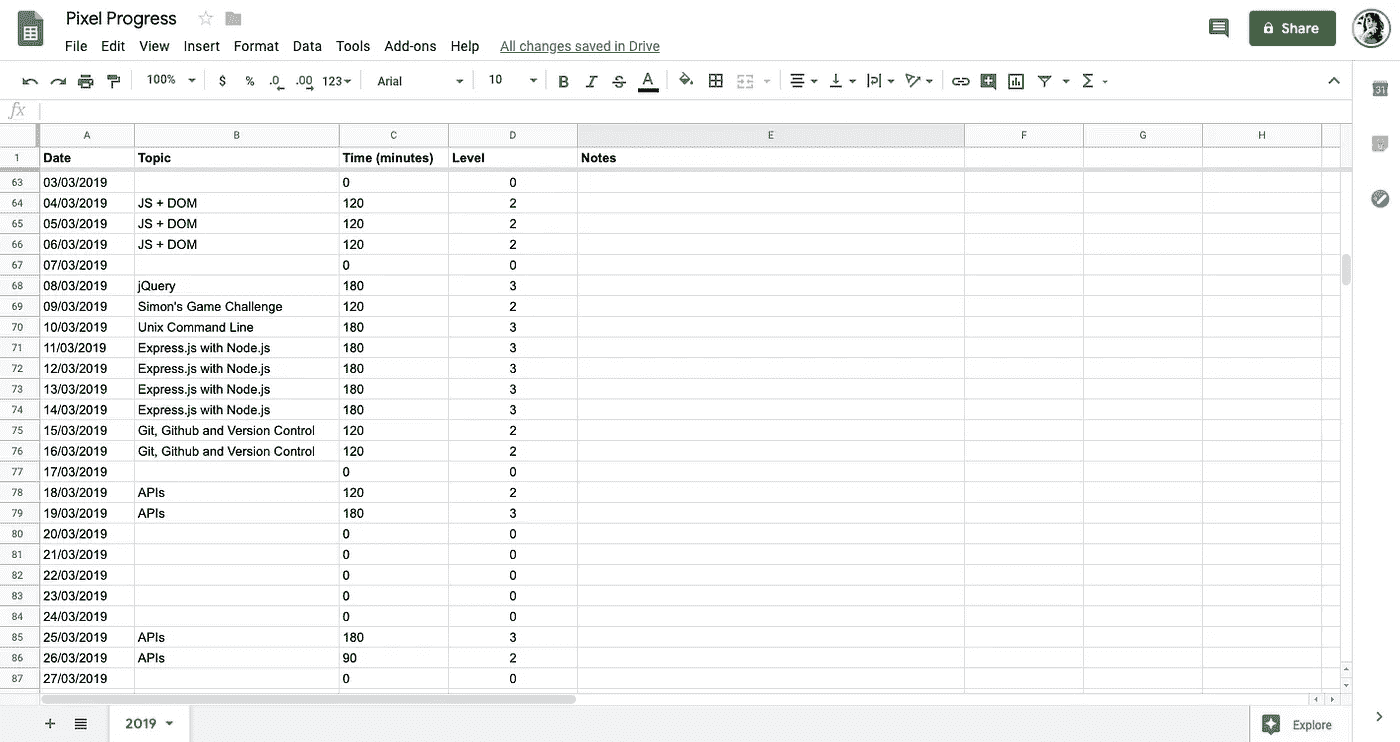 Pixel Progress
File Edit View Insert Format Data Tools Add-ons Help All changes saved in Drive
Share
100% $ % .0 .00 123 Arial 10 B I S A Σ
31
fx
A B C D E F G H
1 Date Topic Time (minutes) Level Notes
63 03/03/2019 0 0
64 04/03/2019 JS + DOM 120 2
65 05/03/2019 JS + DOM 120 2
66 06/03/2019 JS + DOM 120 2
67 07/03/2019 0 0
68 08/03/2019 jQuery 180 3
69 09/03/2019 Simon's Game Challenge 120 2
70 10/03/2019 Unix Command Line 180 3
71 11/03/2019 Express.js with Node.js 180 3
72 12/03/2019 Express.js with Node.js 180 3
73 13/03/2019 Express.js with Node.js 180 3
74 14/03/2019 Express.js with Node.js 180 3
75 15/03/2019 Git, Github and Version Control 120 2
76 16/03/2019 Git, Github and Version Control 120 2
77 17/03/2019 0 0
78 18/03/2019 APIs 120 2
79 19/03/2019 APIs 180 3
80 20/03/2019 0 0
81 21/03/2019 0 0
82 22/03/2019 0 0
83 23/03/2019 0 0
84 24/03/2019 0 0
85 25/03/2019 APIs 180 3
86 26/03/2019 APIs 90 2
87 27/03/2019 0 0
2019 Explore